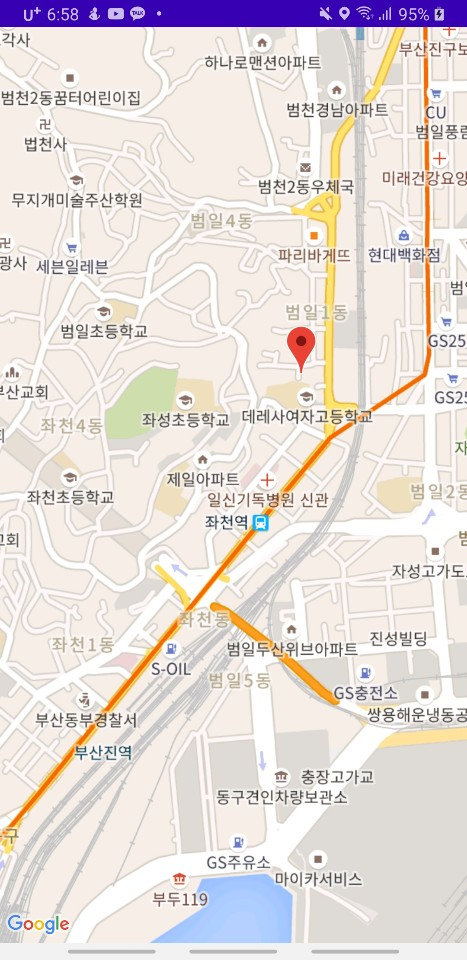 U+ 6:58 TALK 95%
각사
하나로맨션아파트
부산진구보
범천2동꿈터어린이집
범천경남아파트
CU
범일풍림
법천사
미래건강요양
범천2동우체국
무지개미술주산학원
범일4동
파리바게뜨
현대백화점
광사
세븐일레븐
범일1동
범일초등학교
GS25
부산교회
GS25
좌성초등학교
데레사여자고등학교
좌천4동
제일아파트
좌천초등학교
일신기독병원 신관
범일2동
좌천역
교회
자성고가도
좌천동
좌천1동
진성빌딩
범일두산위브아파트
S-OIL
범일5동
GS충전소
부산동부경찰서
쌍용해운냉동공
부산진역
충장고가교
동구견인차량보관소
구
GS주유소
마이카서비스
부두119
Google